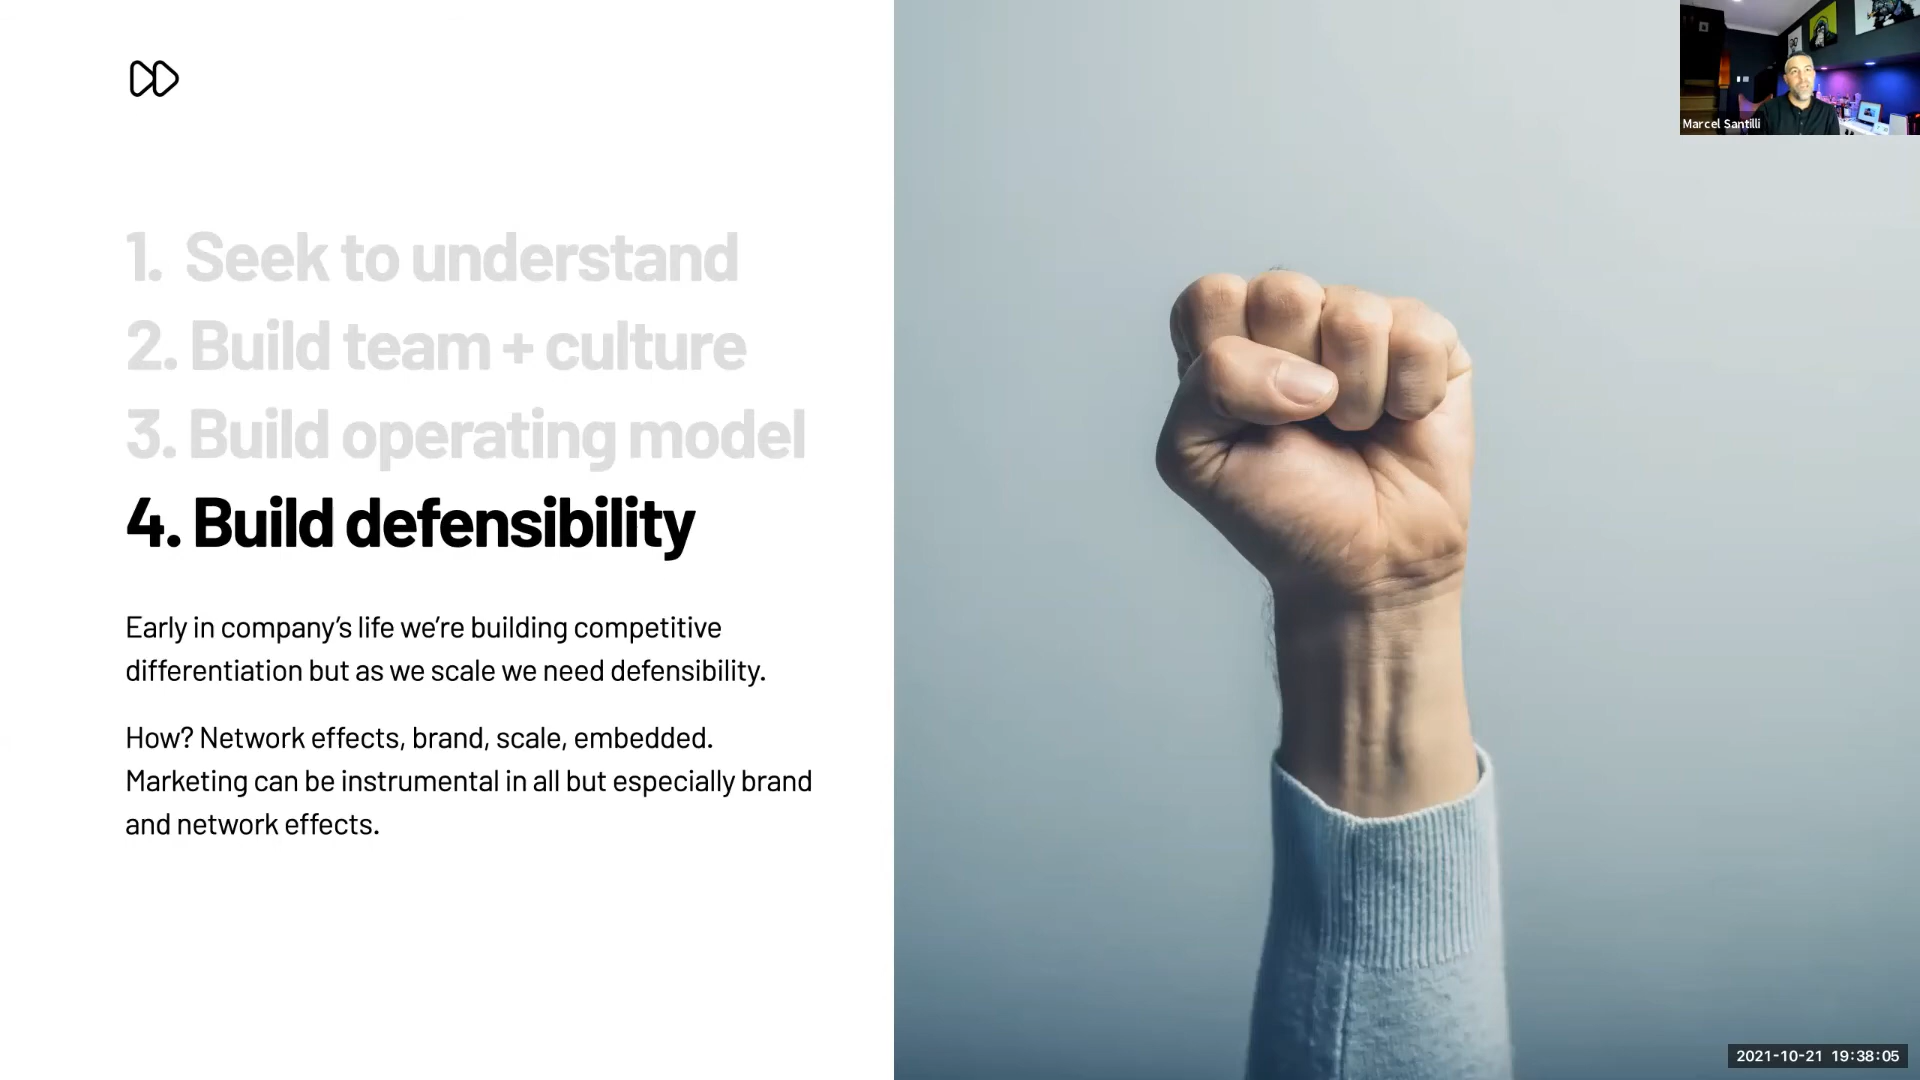 1. Seek to understand
2. Build team + culture
3. Build operating model
4. Build defensibility
Early in company’s life we’re building competitive
differentiation but as we scale we need defensibility.
How? Network effects, brand, scale, embedded.
Marketing can be instrumental in all but especially brand
and network effects.
Marcel Santilli
2021-10-21 19:38:05